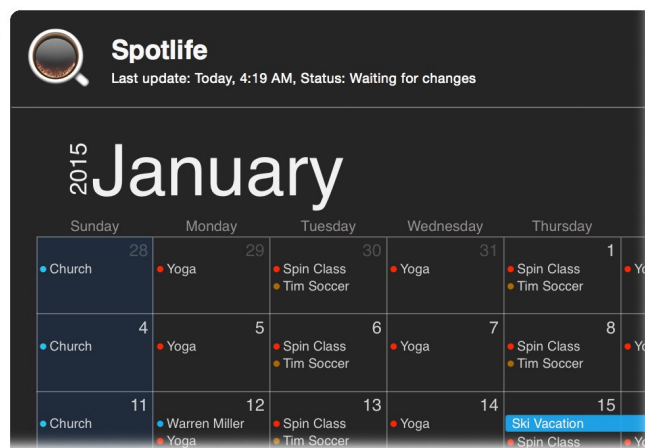 Spotlife
Last update: Today, 4:19 AM, Status: Waiting for changes
2015 January
Sunday Monday Tuesday Wednesday Thursday
28 29 30 31 1
Church Yoga Spin Class Yoga Spin Class
Tim Soccer Tim Soccer
4 5 6 7 8
Church Yoga Spin Class Yoga Spin Class
Tim Soccer Tim Soccer
11 12 13 14 15
Church Warren Miller Spin Class Yoga Ski Vacation
Yoga Tim Soccer Spin Class